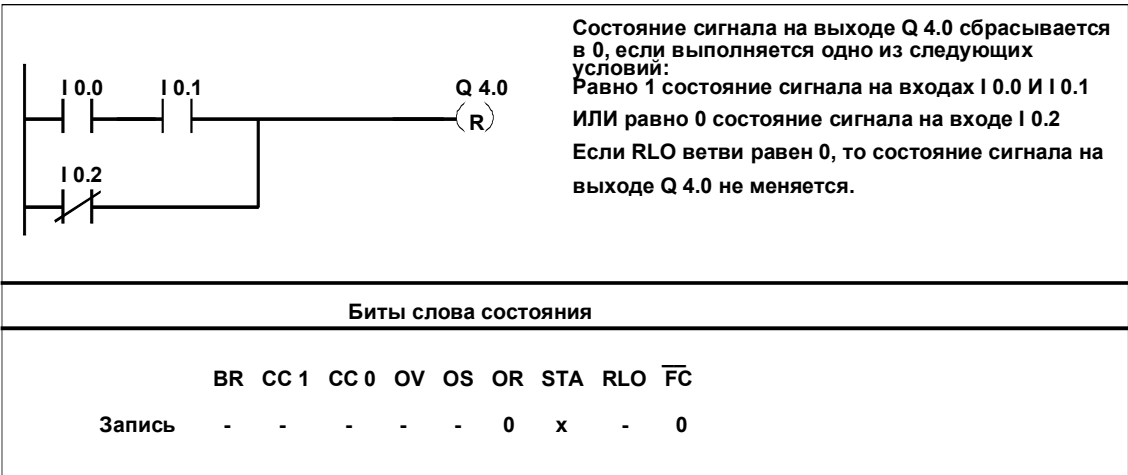 Состояние сигнала на выходе Q 4.0 сбрасывается
в 0, если выполняется одно из следующих
условий:
Равно 1 состояние сигнала на входах I 0.0 И I 0.1
ИЛИ равно 0 состояние сигнала на входе I 0.2
Если RLO ветви равен 0, то состояние сигнала на
выходе Q 4.0 не меняется.
I 0.0 I 0.1 Q 4.0
R
I 0.2
Биты слова состояния
BR CC 1 CC 0 OV OS OR STA RLO F̅C̅
Запись - - - - - 0 x - 0